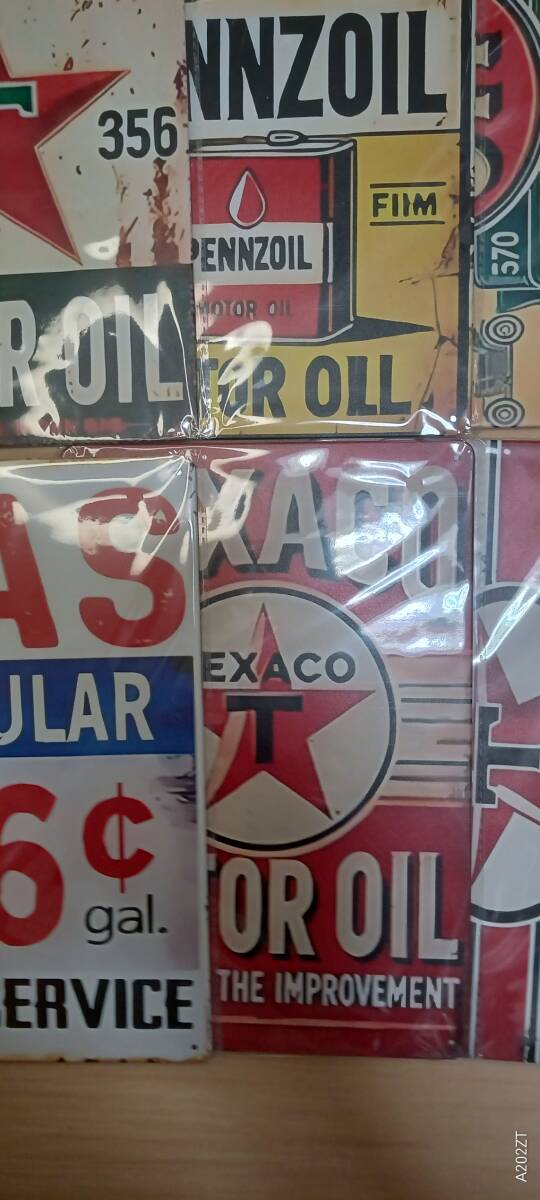 356
R OIL
NNZOIL
FIIM
PENNZOIL
MOTOR OIL
TOR OLL
570
AS
ULAR
6¢
gal.
SERVICE
XACO
EXACO
T
TOR OIL
THE IMPROVEMENT
T
A202ZT